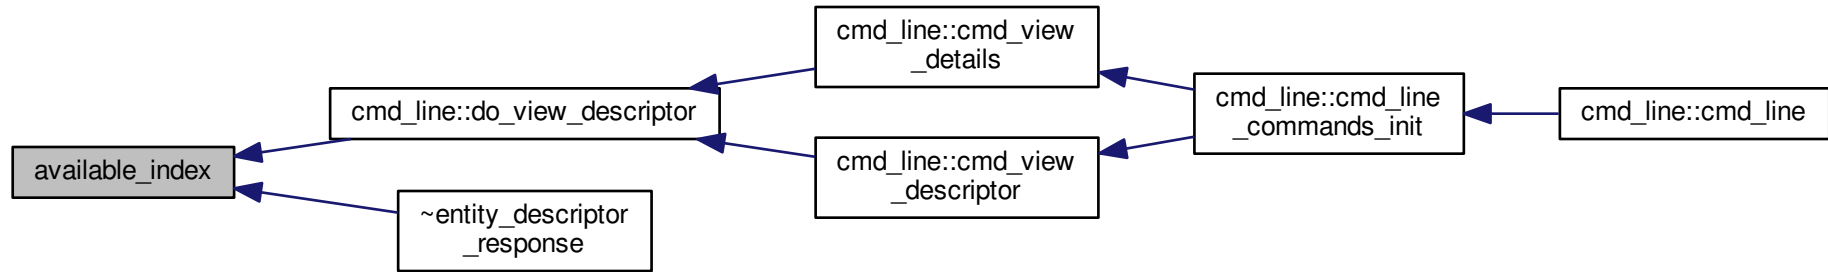 available_index
cmd_line::do_view_descriptor
~entity_descriptor
_response
cmd_line::cmd_view
_details
cmd_line::cmd_view
_descriptor
cmd_line::cmd_line
_commands_init
cmd_line::cmd_line